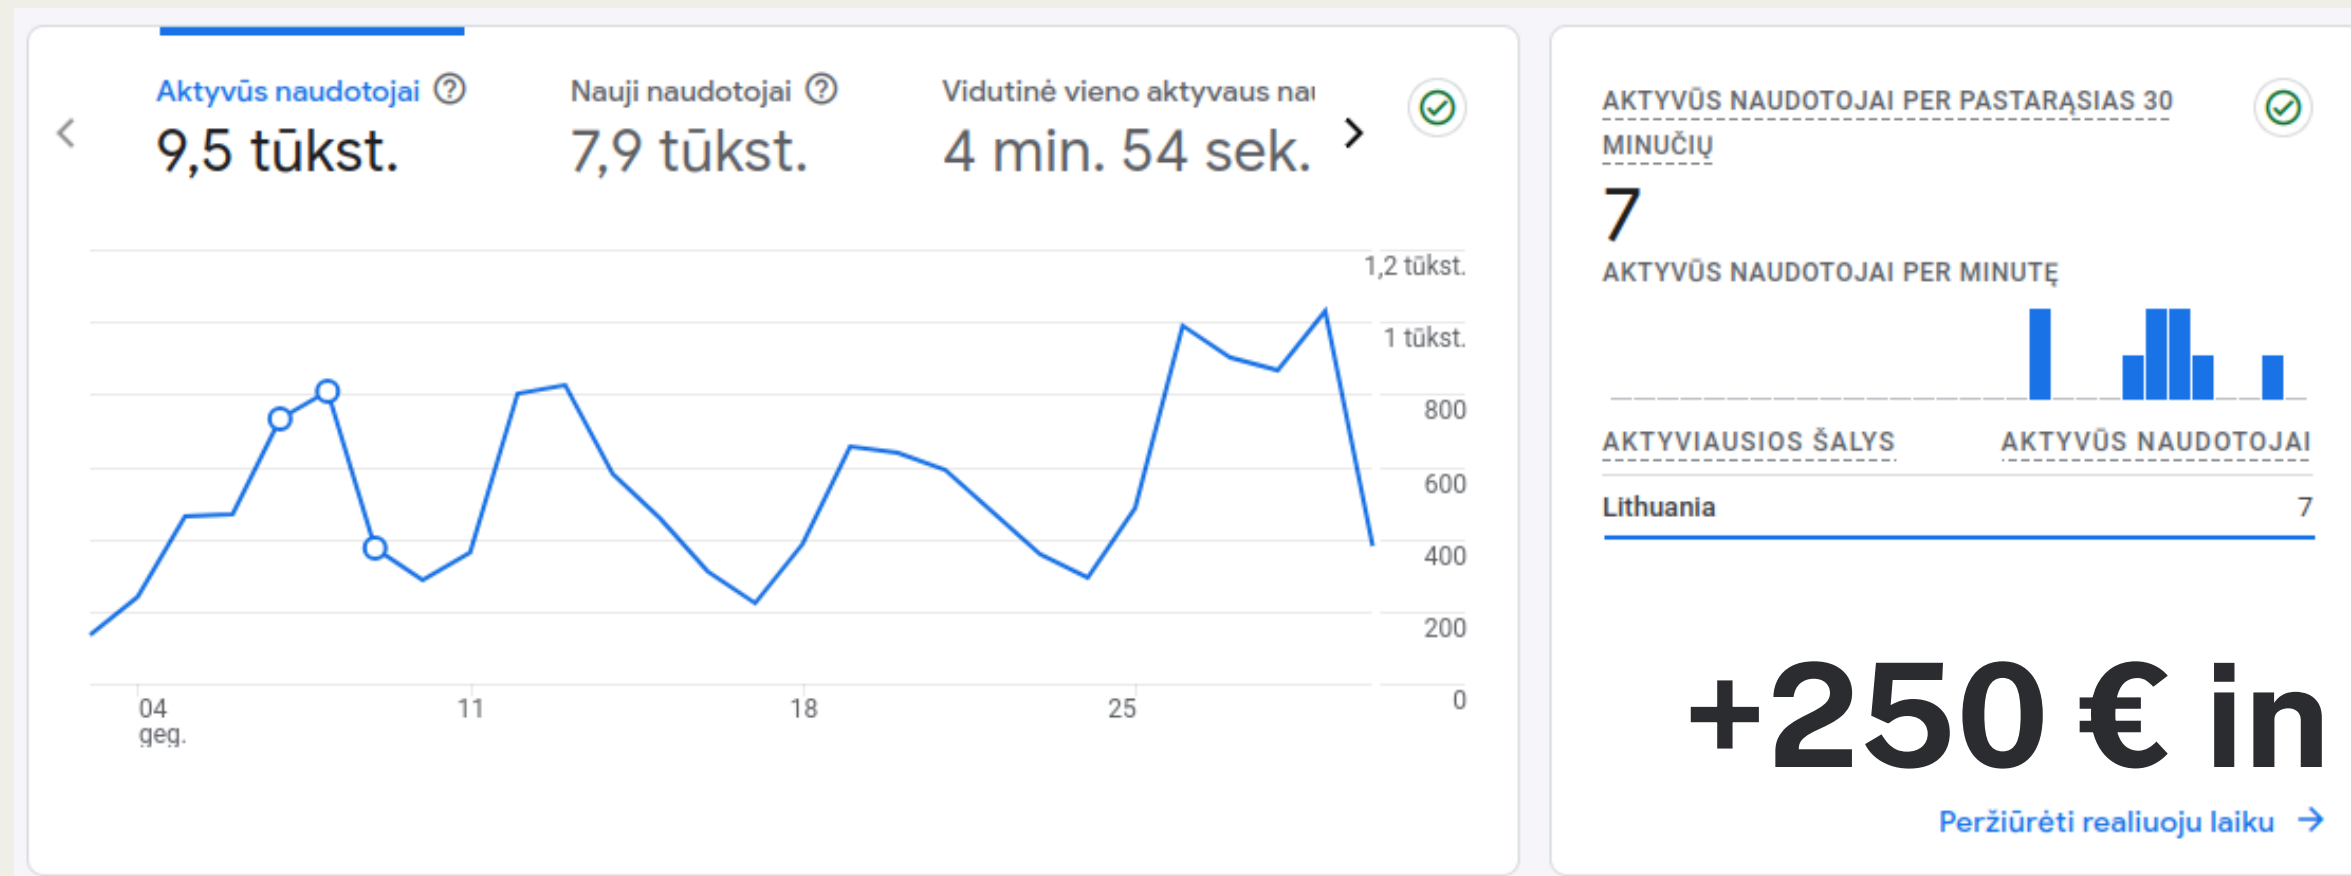 Aktyvūs naudotojai
9,5 tūkst.
Nauji naudotojai
7,9 tūkst.
Vidutinė vieno aktyvaus nau
4 min. 54 sek.
1,2 tūkst.
1 tūkst.
800
600
400
200
0
04
geg.
11
18
25
AKTYVŪS NAUDOTOJAI PER PASTARĄSIAS 30
MINUČIŲ
7
AKTYVŪS NAUDOTOJAI PER MINUTĘ
AKTYVIAUSIOS ŠALYS AKTYVŪS NAUDOTOJAI
Lithuania 7
+250 € in
Peržiūrėti realiuoju laiku